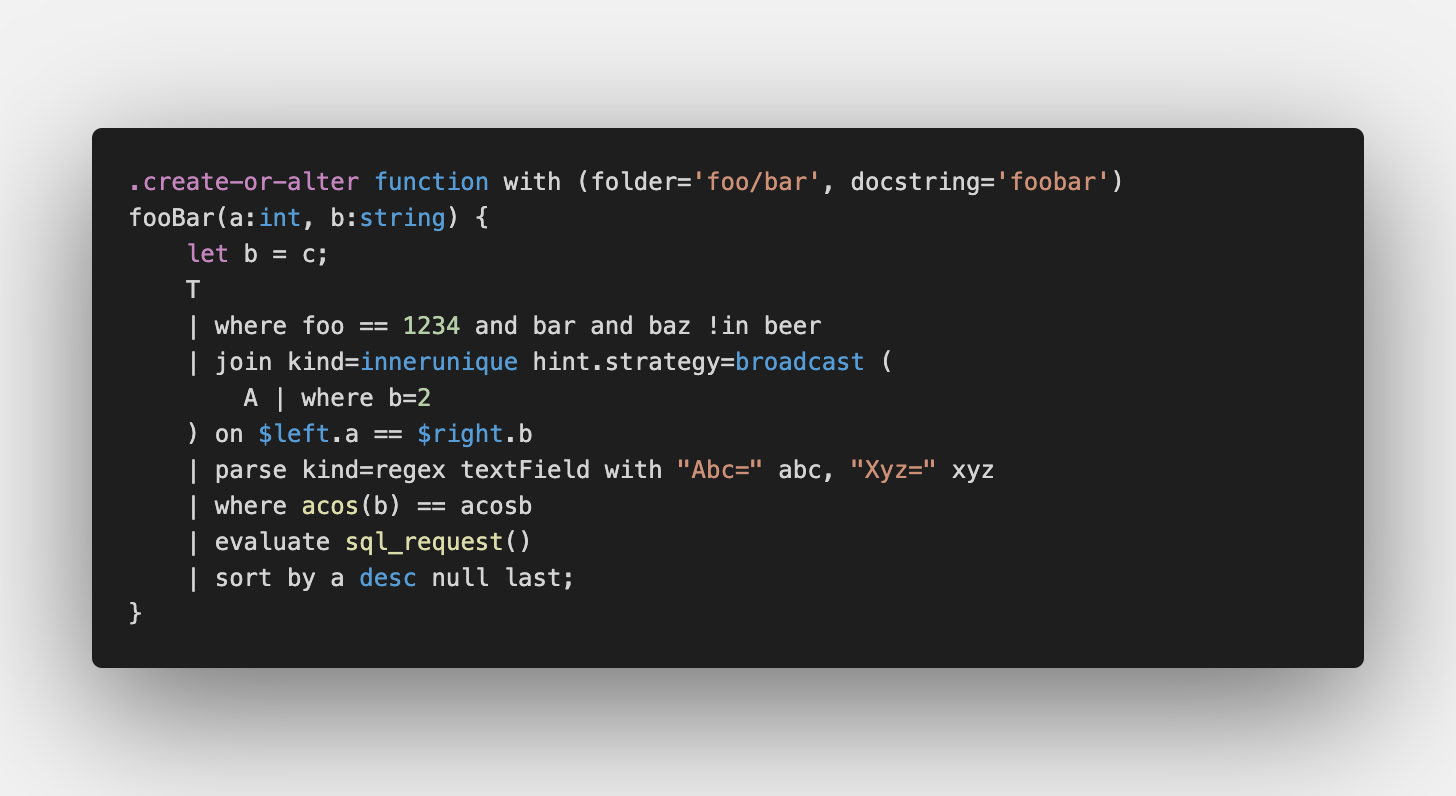 .create-or-alter function with (folder='foo/bar', docstring='foobar')
fooBar(a:int, b:string) {
    let b = c;
    T
    | where foo == 1234 and bar and baz !in beer
    | join kind=innerunique hint.strategy=broadcast (
        A | where b=2
    ) on $left.a == $right.b
    | parse kind=regex textField with "Abc=" abc, "Xyz=" xyz
    | where acos(b) == acosb
    | evaluate sql_request()
    | sort by a desc null last;
}